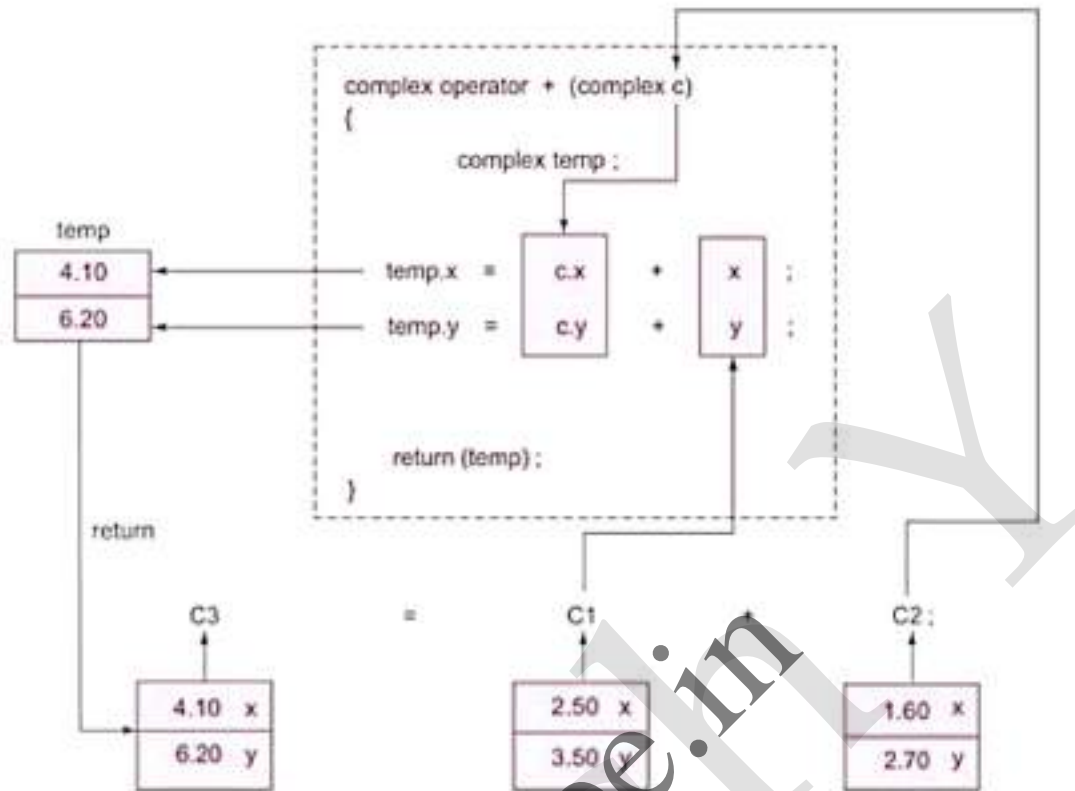 complex operator + (complex c)
{
complex temp ;
temp
4.10
6.20
temp.x = c.x + x ;
temp.y = c.y + y ;
return (temp) ;
}
return
C3 = C1 + C2 ;
4.10 x
6.20 y
2.50 x
3.50 y
1.60 x
2.70 y